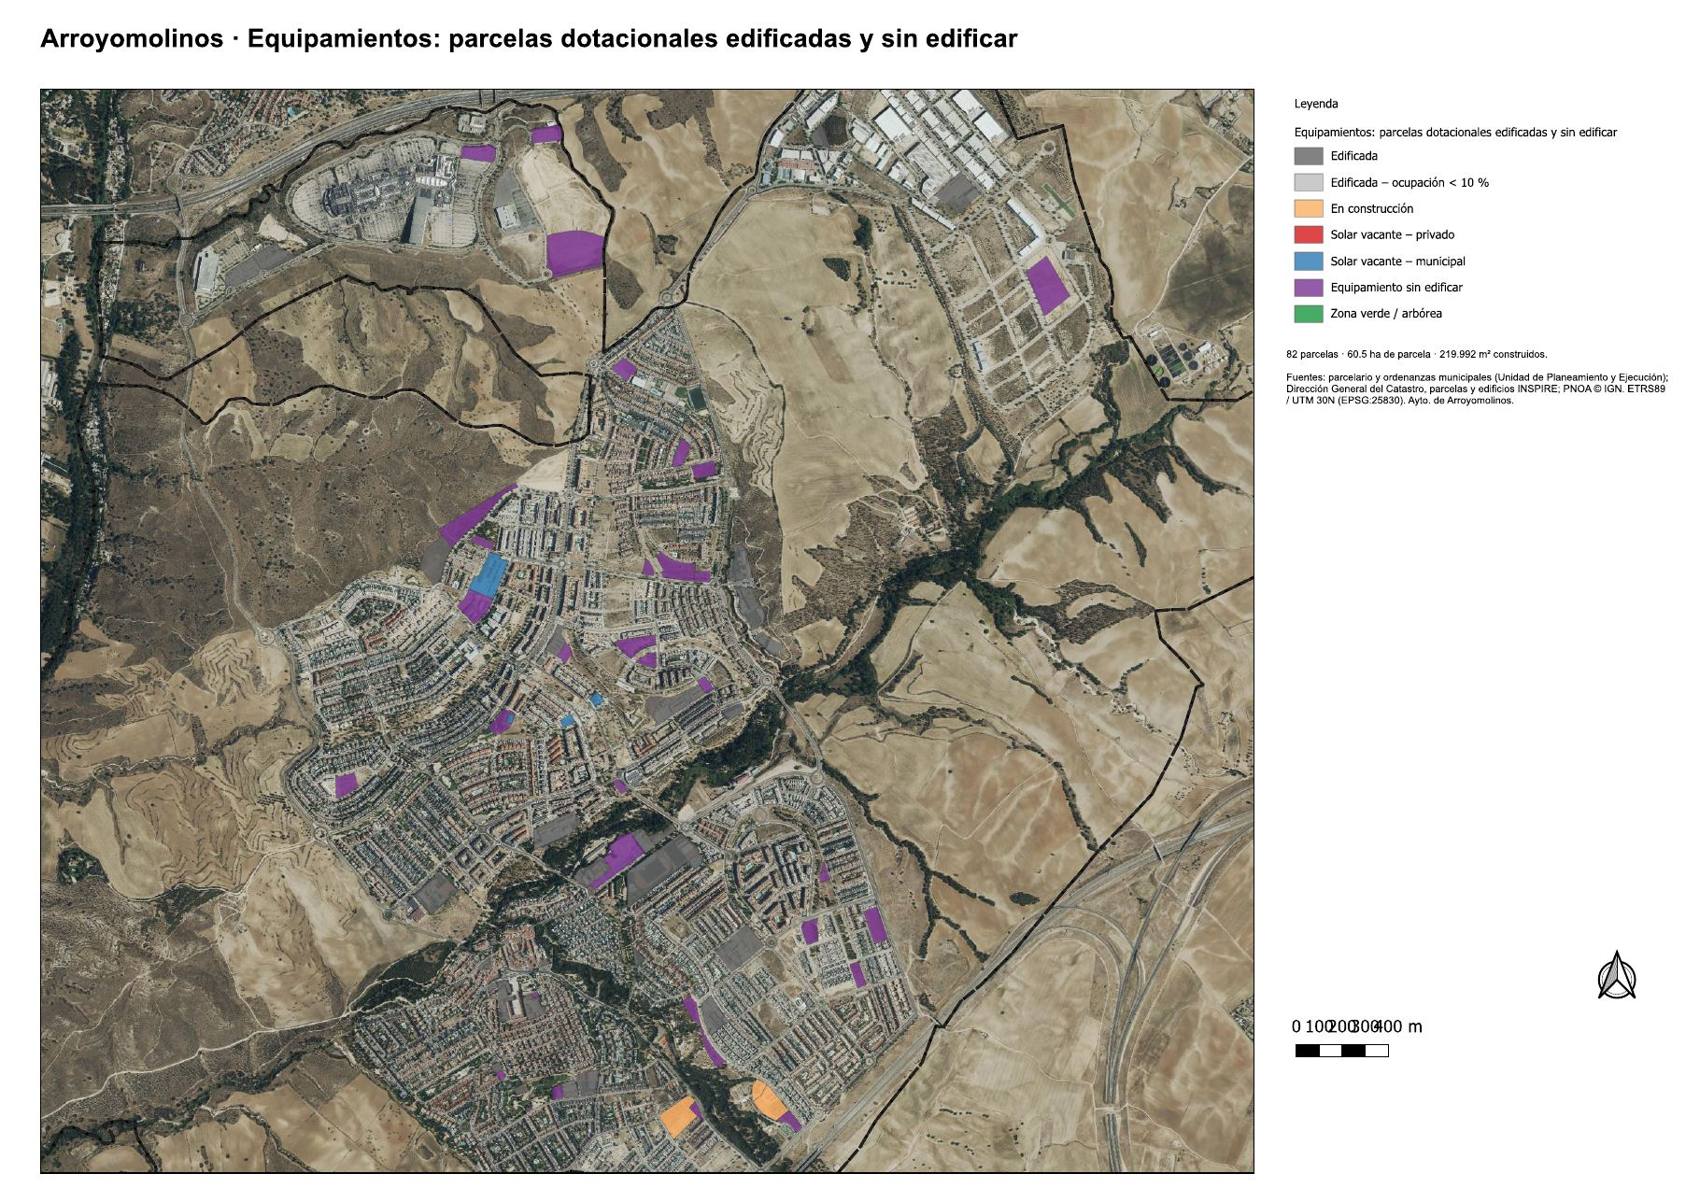 Arroyomolinos · Equipamientos: parcelas dotacionales edificadas y sin edificar
Leyenda
Equipamientos: parcelas dotacionales edificadas y sin edificar
Edificada
Edificada – ocupación < 10 %
En construcción
Solar vacante – privado
Solar vacante – municipal
Equipamiento sin edificar
Zona verde / arbórea
82 parcelas · 60.5 ha de parcela · 219.992 m² construidos.
Fuentes: parcelario y ordenanzas municipales (Unidad de Planeamiento y Ejecución);
Dirección General del Catastro, parcelas y edificios INSPIRE; PNOA © IGN. ETRS89
/ UTM 30N (EPSG:25830). Ayto. de Arroyomolinos.
0 100 200 300 400 m